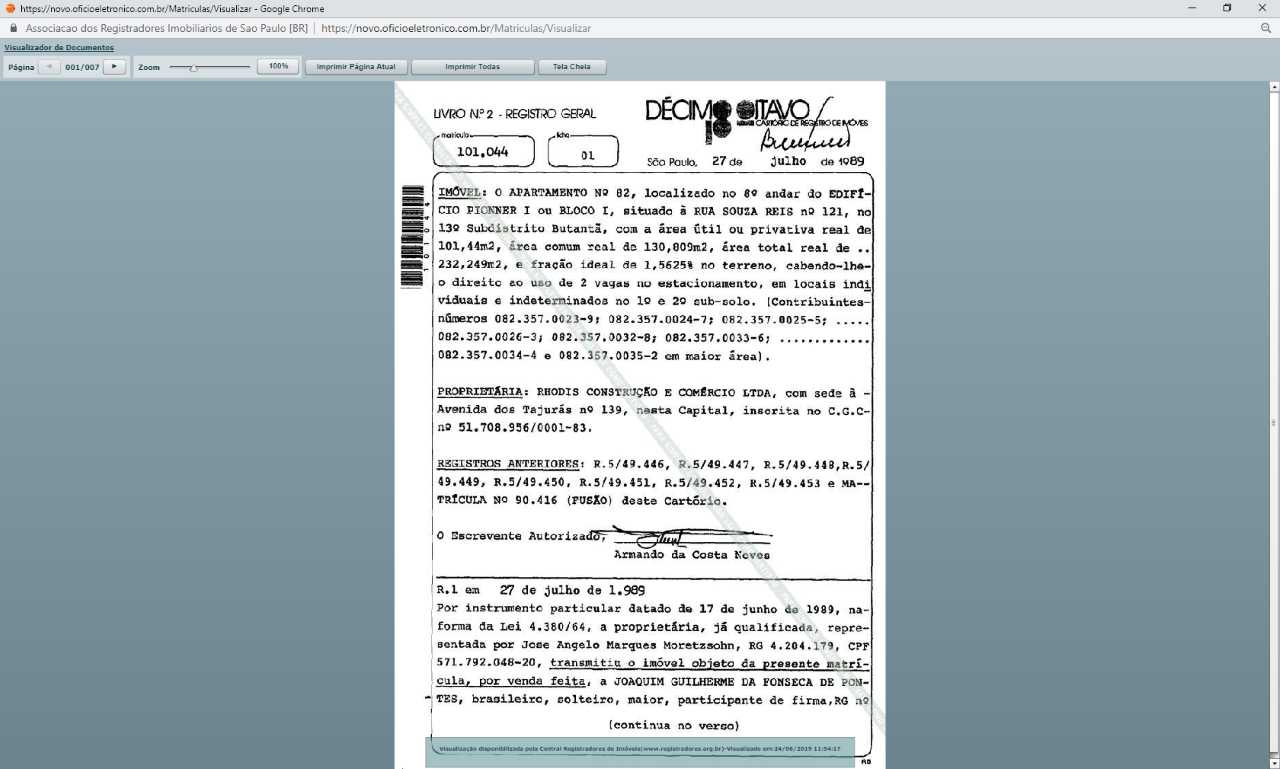 https://novo.oficioeletronico.com.br/Matriculas/Visualizar - Google Chrome
Associacao dos Registradores Imobiliarios de Sao Paulo [BR] | https://novo.oficioeletronico.com.br/Matriculas/Visualizar
Visualizador de Documentos
Página 001/007 Zoom 100% Imprimir Página Atual Imprimir Todas Tela Cheia
LIVRO Nº 2 - REGISTRO GERAL
DÉCIMO OITAVO
18 CARTÓRIO DE REGISTRO DE IMÓVEIS
matrícula
101.044
ficha
01
São Paulo, 27 de julho de 1989
101044
IMÓVEL: O APARTAMENTO Nº 82, localizado no 8º andar do EDIFÍ-
CIO PIONNER I ou BLOCO I, situado à RUA SOUZA REIS nº 121, no
13º Subdistrito Butantã, com a área útil ou privativa real de
101,44m2, área comum real de 130,809m2, área total real de ..
232,249m2, e fração ideal de 1,5625% no terreno, cabendo-lhe-
o direito ao uso de 2 vagas no estacionamento, em locais indi
viduais e indeterminados no 1º e 2º sub-solo. (Contribuintes-
números 082.357.0023-9; 082.357.0024-7; 082.357.0025-5; .....
082.357.0026-3; 082.357.0032-8; 082.357.0033-6; .............
082.357.0034-4 e 082.357.0035-2 em maior área).
PROPRIETÁRIA: RHODIS CONSTRUÇÃO E COMÉRCIO LTDA, com sede à -
Avenida dos Tajurás nº 139, nesta Capital, inscrita no C.G.C-
nº 51.708.956/0001-83.
REGISTROS ANTERIORES: R.5/49.446, R.5/49.447, R.5/49.448,R.5/
49.449, R.5/49.450, R.5/49.451, R.5/49.452, R.5/49.453 e MA--
TRÍCULA Nº 90.416 (FUSÃO) deste Cartório.
O Escrevente Autorizado,
Armando da Costa Neves
R.1 em 27 de julho de 1.989
Por instrumento particular datado de 17 de junho de 1989, na-
forma da Lei 4.380/64, a proprietária, já qualificada, repre-
sentada por Jose Angelo Marques Moretzsohn, RG 4.204.179, CPF
571.792.048-20, transmitiu o imóvel objeto da presente matrí-
cula, por venda feita, a JOAQUIM GUILHERME DA FONSECA DE PON-
TES, brasileiro, solteiro, maior, participante de firma,RG nº
(continua no verso)
Visualização disponibilizada pela Central Registradores de Imóveis(www.registradores.org.br)-Visualizado em:24/06/2019 11:54:17